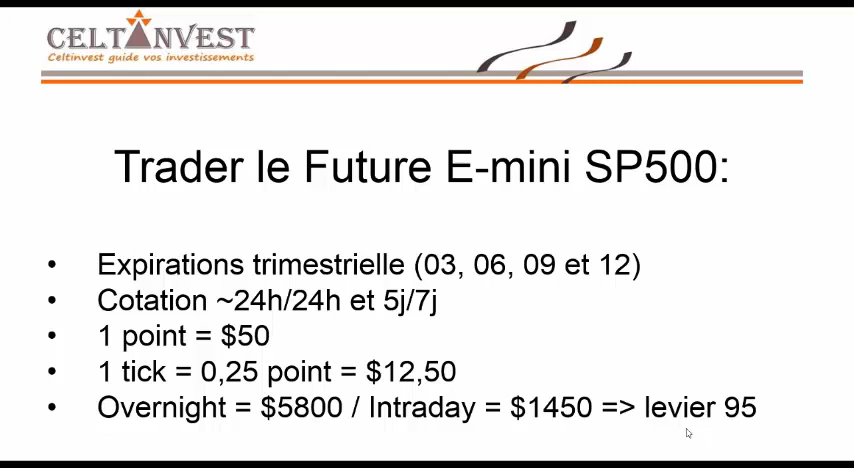 CELTINVEST
Celtinvest guide vos investissements
Trader le Future E-mini SP500:
• Expirations trimestrielle (03, 06, 09 et 12)
• Cotation ~24h/24h et 5j/7j
• 1 point = $50
• 1 tick = 0,25 point = $12,50
• Overnight = $5800 / Intraday = $1450 => levier 95